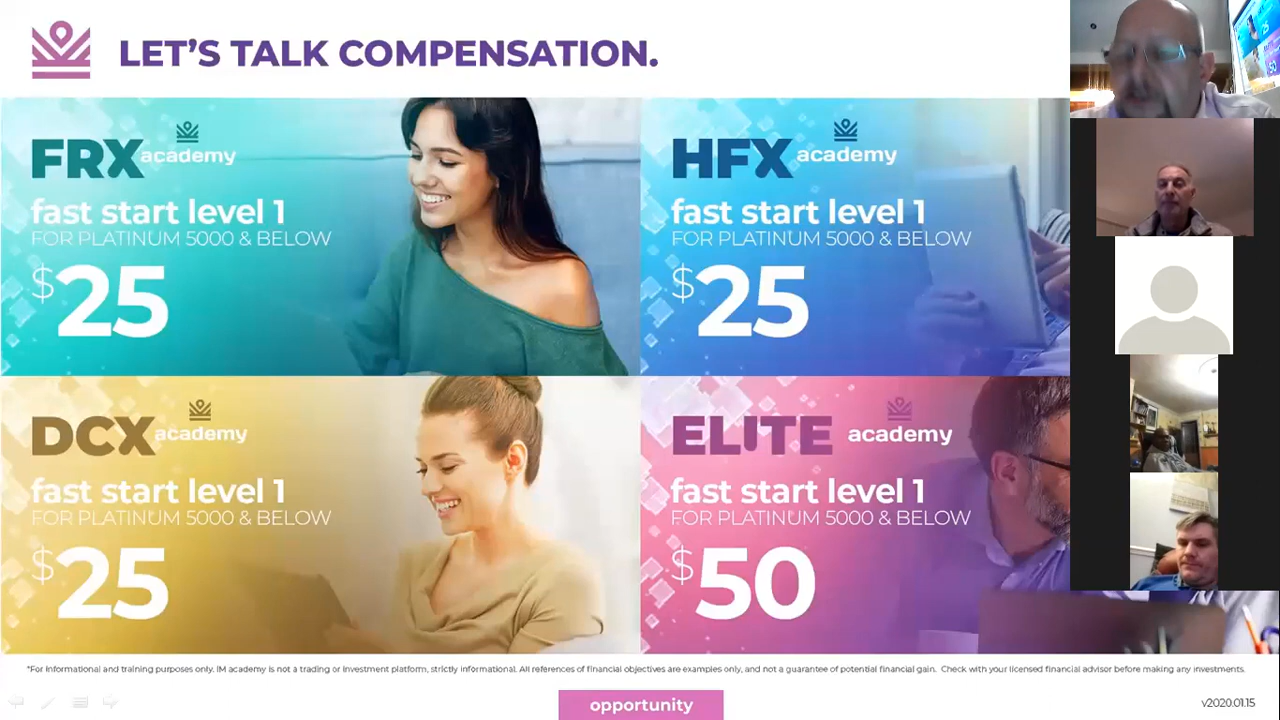 LET'S TALK COMPENSATION.
FRX academy
fast start level 1
FOR PLATINUM 5000 & BELOW
$25
HFX academy
fast start level 1
FOR PLATINUM 5000 & BELOW
$25
DCX academy
fast start level 1
FOR PLATINUM 5000 & BELOW
$25
ELITE academy
fast start level 1
FOR PLATINUM 5000 & BELOW
$50
*For informational and training purposes only. IM academy is not a trading or investment platform, strictly informational. All references of financial objectives are examples only, and not a guarantee of potential financial gain. Check with your licensed financial advisor before making any investments.
opportunity
v2020.01.15